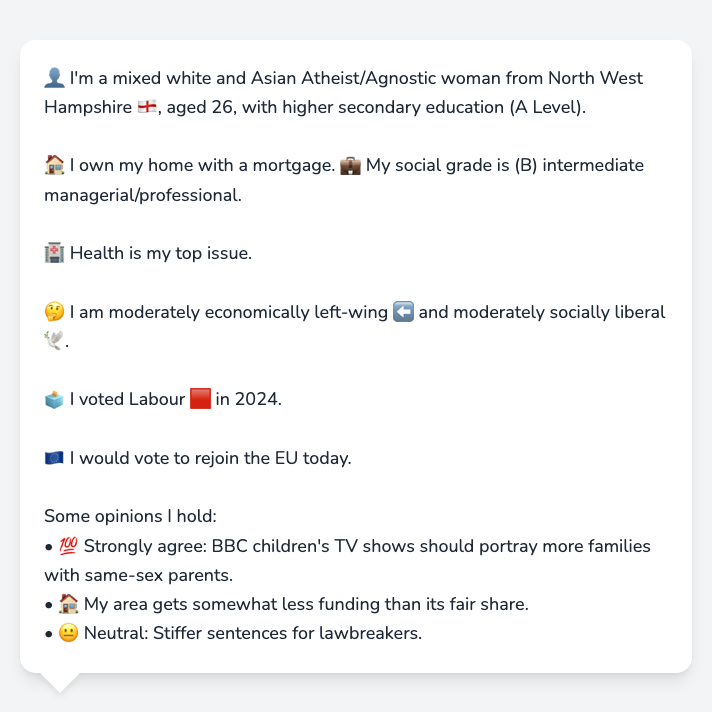 👤 I'm a mixed white and Asian Atheist/Agnostic woman from North West
Hampshire 🏴󠁧󠁢󠁥󠁮󠁧󠁿, aged 26, with higher secondary education (A Level).
🏠 I own my home with a mortgage. 💼 My social grade is (B) intermediate
managerial/professional.
🏥 Health is my top issue.
🤔 I am moderately economically left-wing ⬅️ and moderately socially liberal
🕊️.
🗳️ I voted Labour 🟥 in 2024.
🇪🇺 I would vote to rejoin the EU today.
Some opinions I hold:
• 💯 Strongly agree: BBC children's TV shows should portray more families
with same-sex parents.
• 🏠 My area gets somewhat less funding than its fair share.
• 😐 Neutral: Stiffer sentences for lawbreakers.